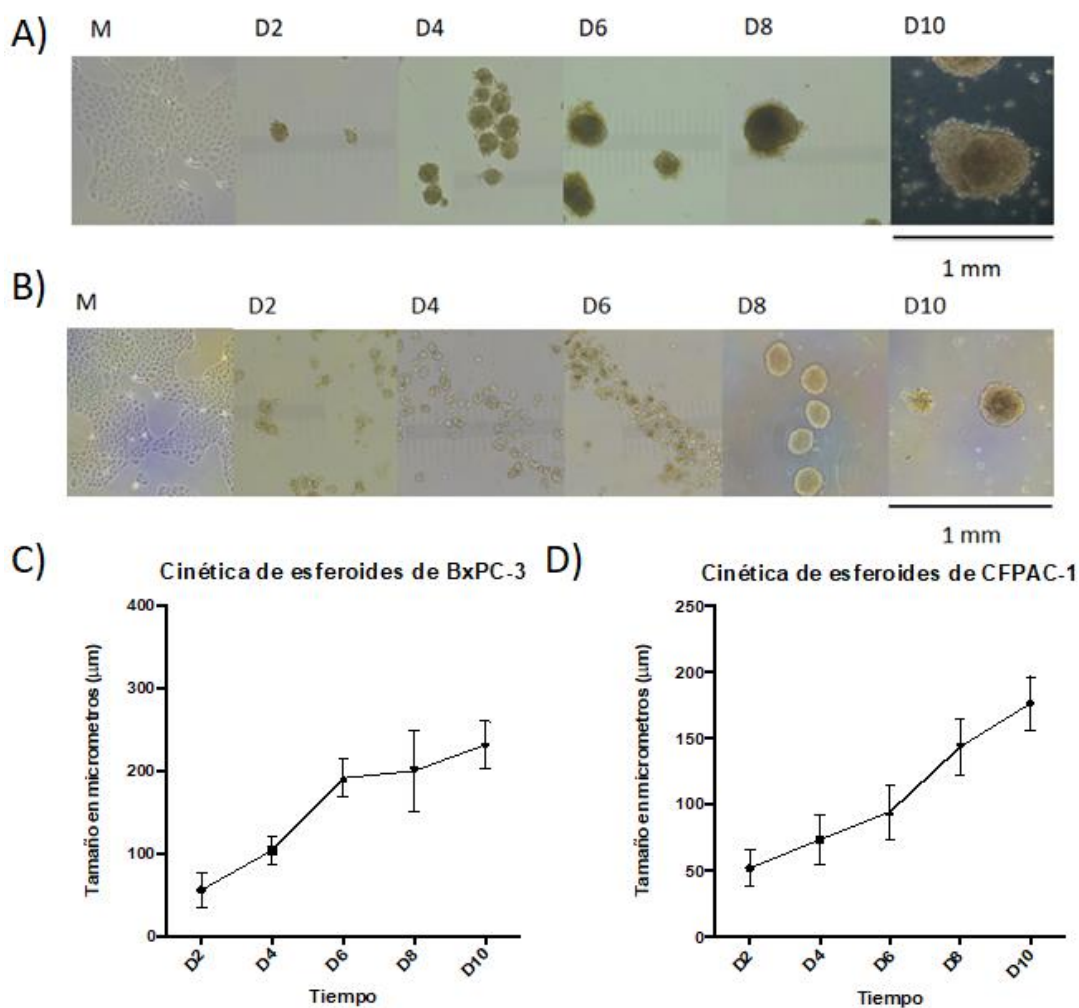 A)
M D2 D4 D6 D8 D10
1 mm
B)
M D2 D4 D6 D8 D10
1 mm
C)
Cinética de esferoides de BxPC-3
400
300
200
100
0
Tamaño en micrometros (μm)
D2 D4 D6 D8 D10
Tiempo
D)
Cinética de esferoides de CFPAC-1
250
200
150
100
50
0
Tamaño en micrometros (μm)
D2 D4 D6 D8 D10
Tiempo